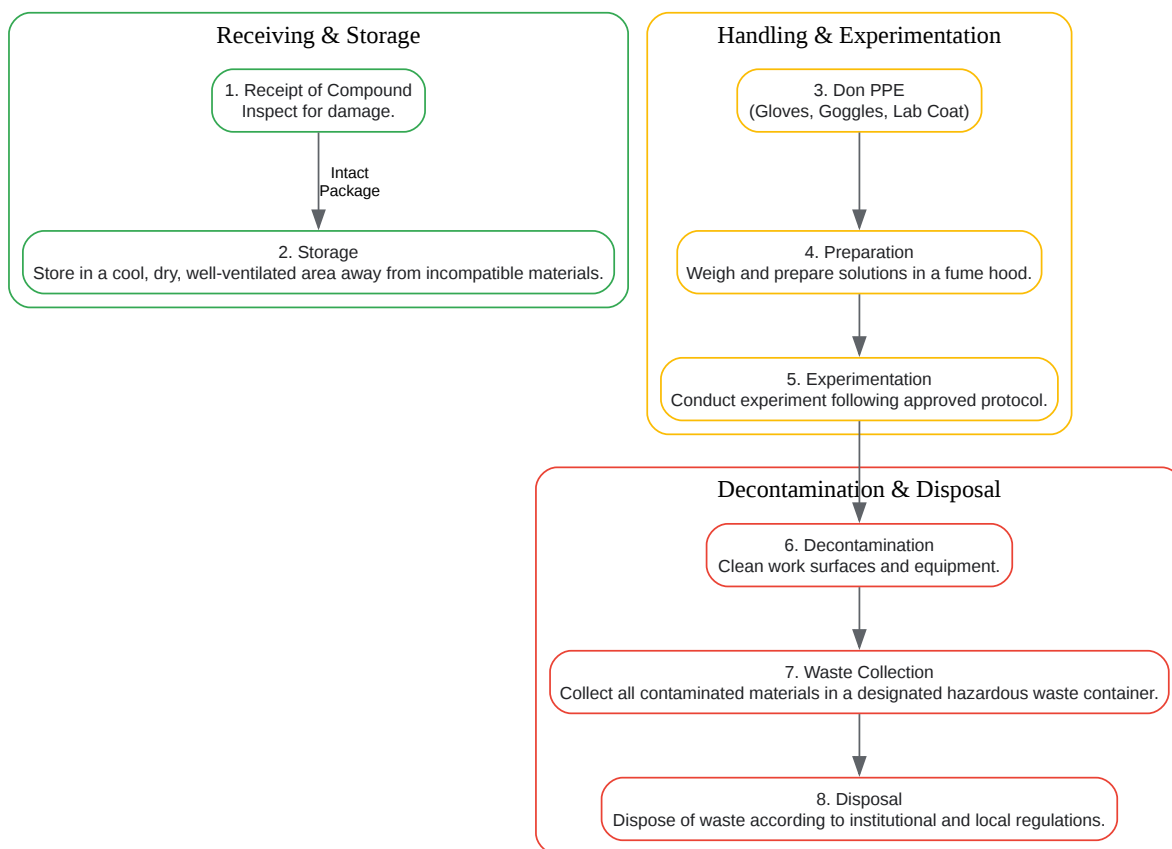 Receiving & Storage
1. Receipt of Compound
Inspect for damage.
Intact
Package
2. Storage
Store in a cool, dry, well-ventilated area away from incompatible materials.
Handling & Experimentation
3. Don PPE
(Gloves, Goggles, Lab Coat)
4. Preparation
Weigh and prepare solutions in a fume hood.
5. Experimentation
Conduct experiment following approved protocol.
Decontamination & Disposal
6. Decontamination
Clean work surfaces and equipment.
7. Waste Collection
Collect all contaminated materials in a designated hazardous waste container.
8. Disposal
Dispose of waste according to institutional and local regulations.